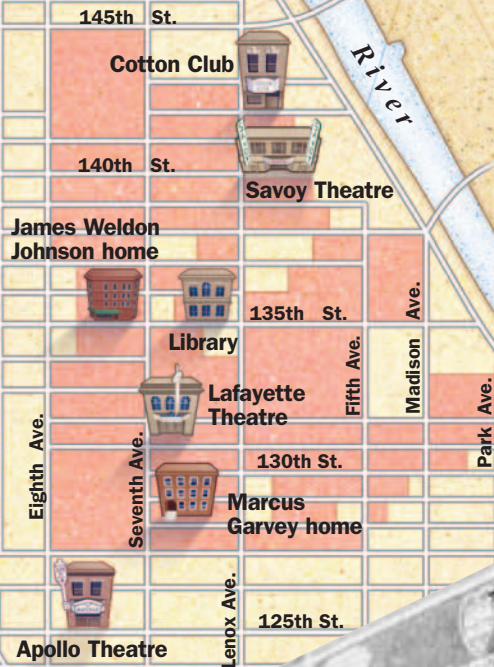 145th St.
Cotton Club
River
140th St.
Savoy Theatre
James Weldon
Johnson home
135th St.
Library
Fifth Ave.
Madison Ave.
Lafayette
Theatre
Park Ave.
Eighth Ave.
Seventh Ave.
130th St.
Marcus
Garvey home
Lenox Ave.
125th St.
Apollo Theatre